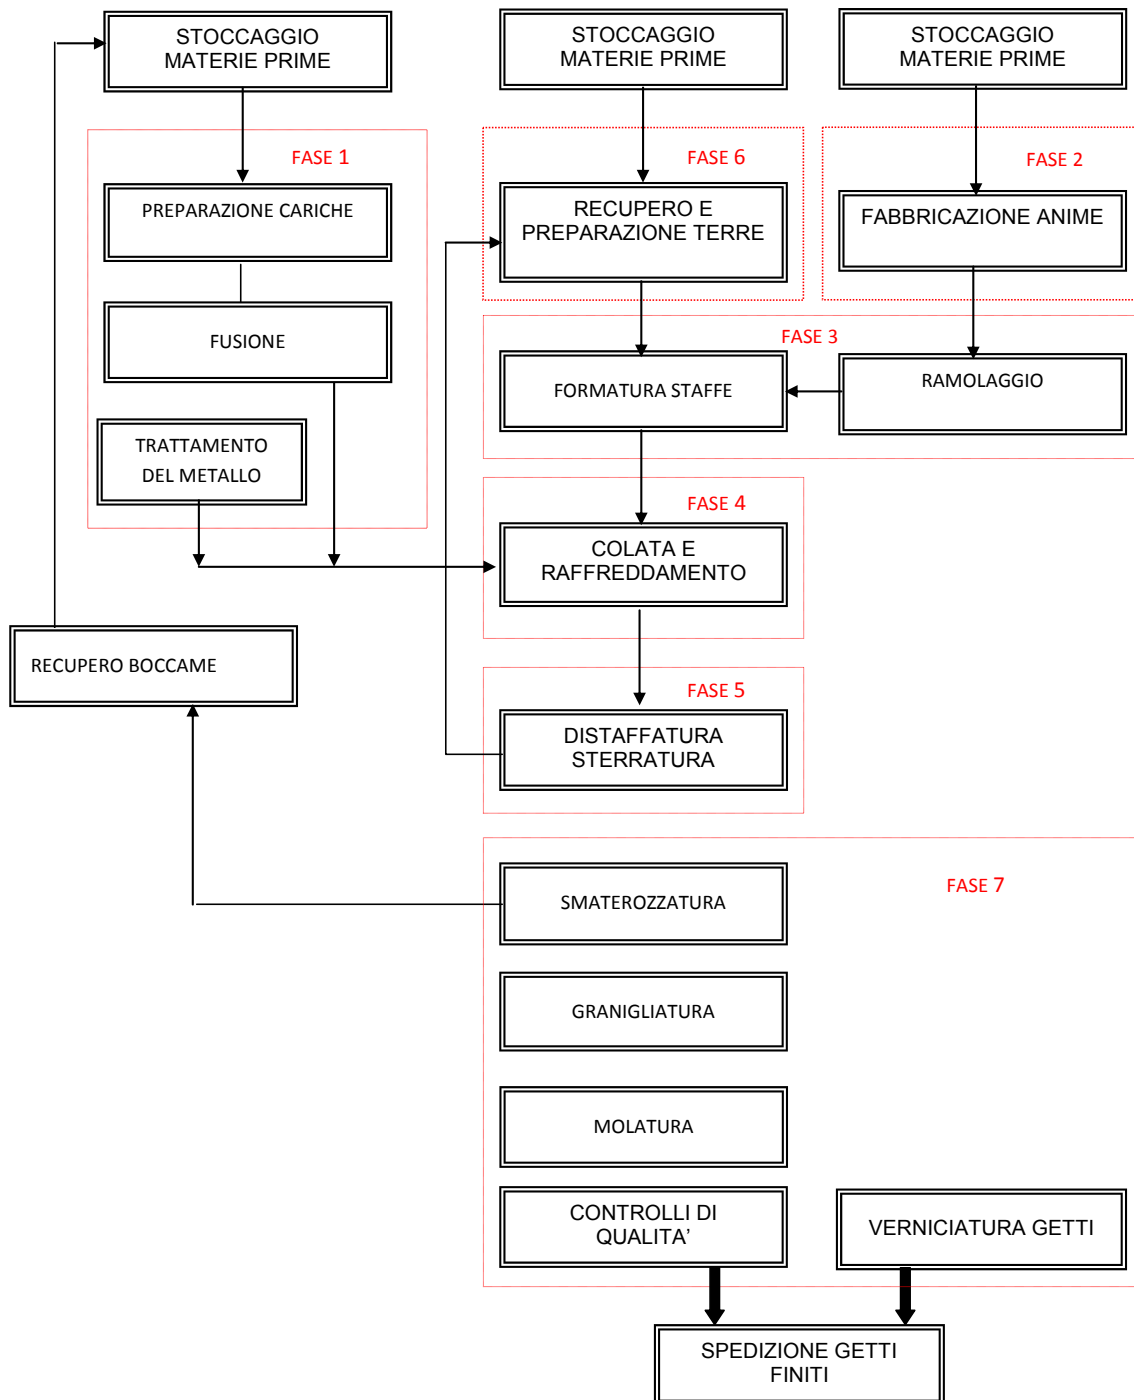 STOCCAGGIO
MATERIE PRIME
STOCCAGGIO
MATERIE PRIME
STOCCAGGIO
MATERIE PRIME
FASE 1
FASE 6
FASE 2
PREPARAZIONE CARICHE
RECUPERO E
PREPARAZIONE TERRE
FABBRICAZIONE ANIME
FUSIONE
FASE 3
FORMATURA STAFFE
RAMOLAGGIO
TRATTAMENTO
DEL METALLO
FASE 4
COLATA E
RAFFREDDAMENTO
RECUPERO BOCCAME
FASE 5
DISTAFFATURA
STERRATURA
FASE 7
SMATEROZZATURA
GRANIGLIATURA
MOLATURA
CONTROLLI DI
QUALITA’
VERNICIATURA GETTI
SPEDIZIONE GETTI
FINITI